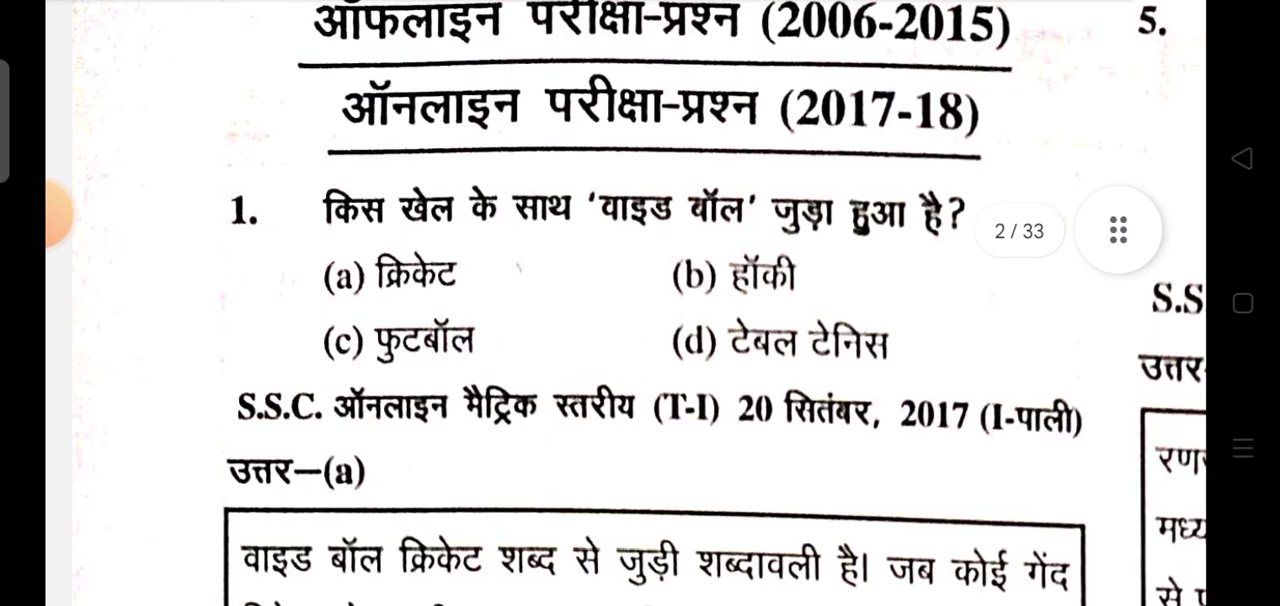 ऑफलाइन परीक्षा-प्रश्न (2006-2015)
ऑनलाइन परीक्षा-प्रश्न (2017-18)
1. किस खेल के साथ 'वाइड बॉल' जुड़ा हुआ है?
(a) क्रिकेट (b) हॉकी
(c) फुटबॉल (d) टेबल टेनिस
S.S.C. ऑनलाइन मैट्रिक स्तरीय (T-I) 20 सितंबर, 2017 (I-पाली)
उत्तर—(a)
वाइड बॉल क्रिकेट शब्द से जुड़ी शब्दावली है। जब कोई गेंद
2 / 33
5.
S.S
उत्तर
मध्य
से